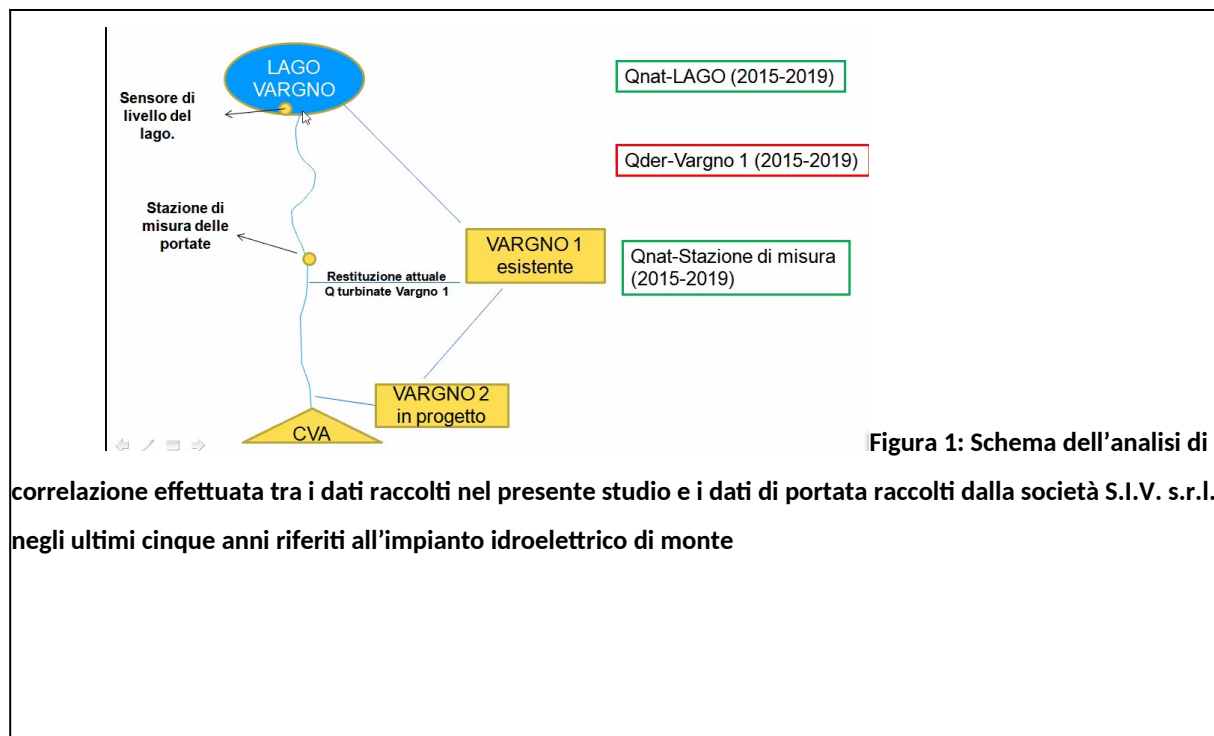 LAGO
VARGNO
Sensore di
livello del
lago.
Qnat-LAGO (2015-2019)
Qder-Vargno 1 (2015-2019)
Stazione di
misura delle
portate
VARGNO 1
esistente
Qnat-Stazione di misura
(2015-2019)
Restituzione attuale
Q turbinate Vargno 1
VARGNO 2
in progetto
CVA
Figura 1: Schema dell’analisi di
correlazione effettuata tra i dati raccolti nel presente studio e i dati di portata raccolti dalla società S.I.V. s.r.l.
negli ultimi cinque anni riferiti all’impianto idroelettrico di monte